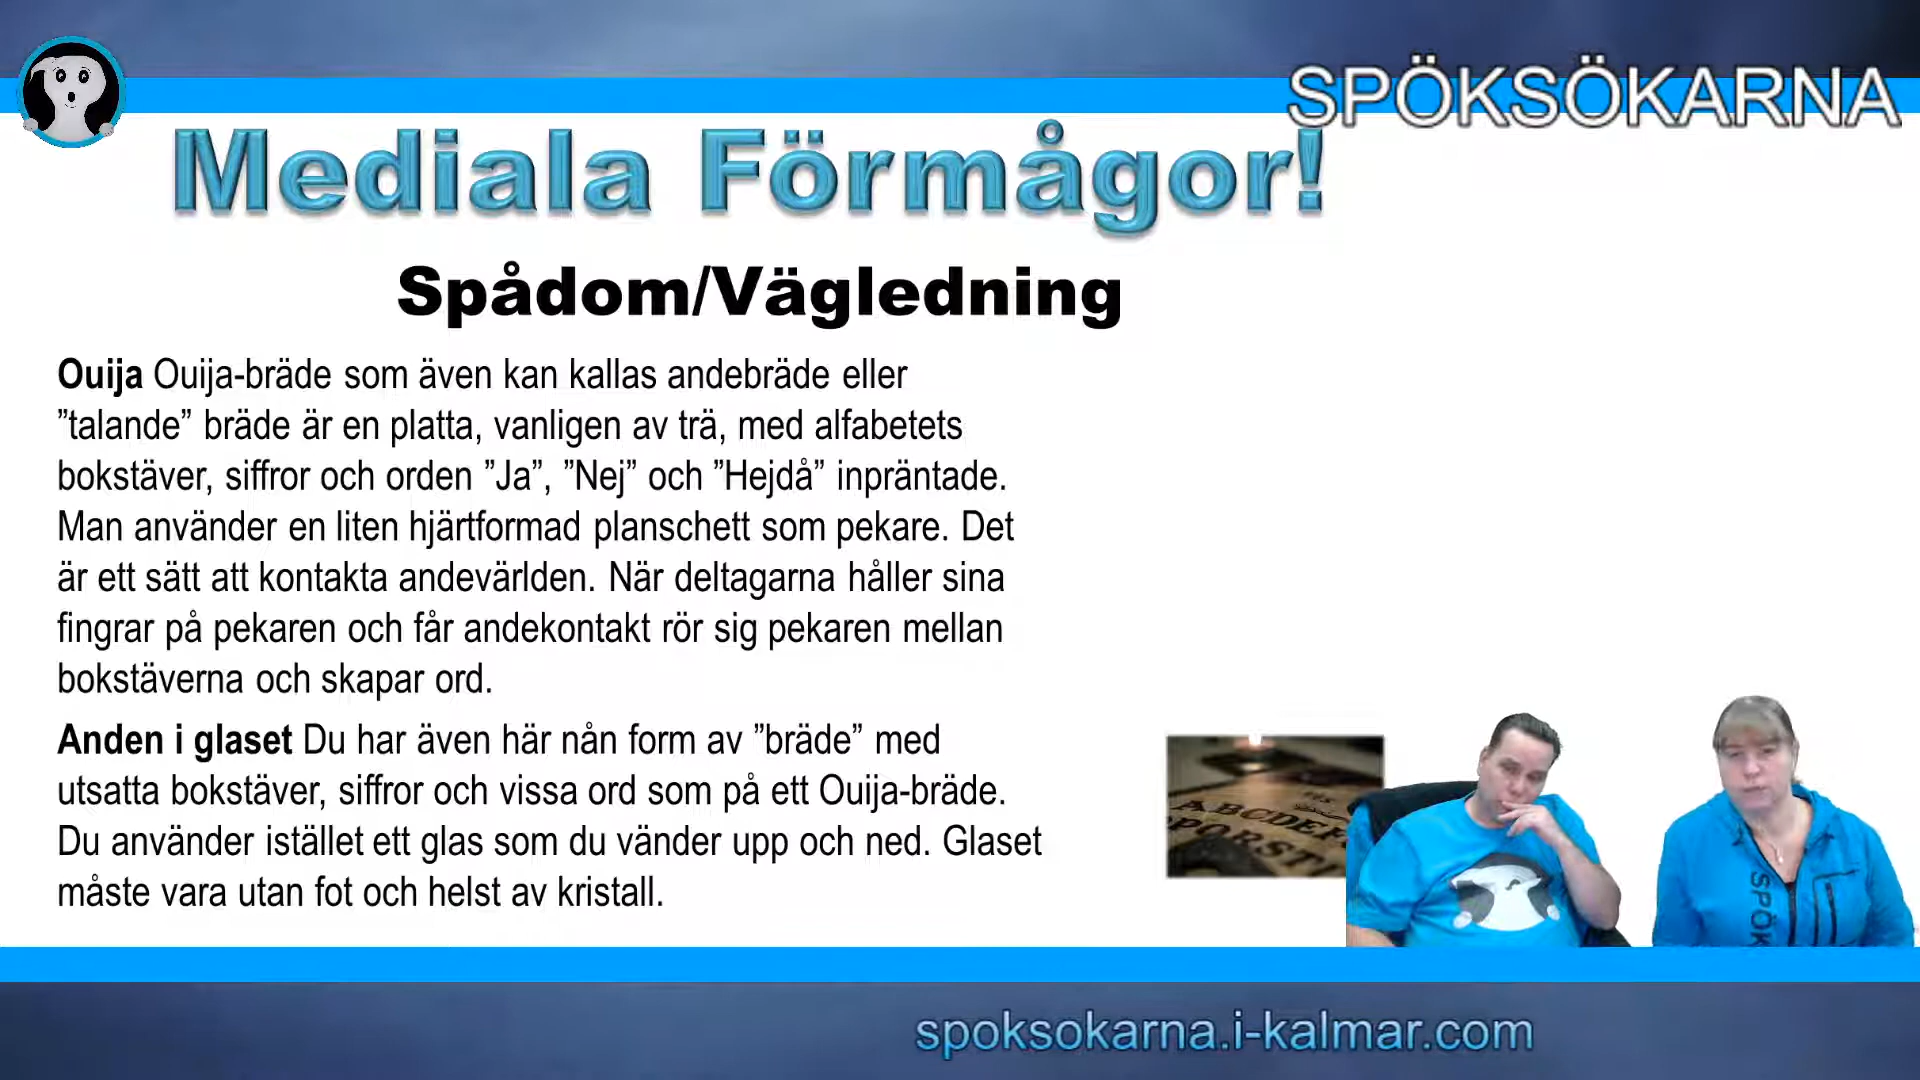 SPÖKSÖKARNA
Mediala Förmågor!
Spådom/Vägledning
Ouija Ouija-bräde som även kan kallas andebräde eller
”talande” bräde är en platta, vanligen av trä, med alfabetets
bokstäver, siffror och orden ”Ja”, ”Nej” och ”Hejdå” inpräntade.
Man använder en liten hjärtformad planschett som pekare. Det
är ett sätt att kontakta andevärlden. När deltagarna håller sina
fingrar på pekaren och får andekontakt rör sig pekaren mellan
bokstäverna och skapar ord.
Anden i glaset Du har även här nån form av ”bräde” med
utsatta bokstäver, siffror och vissa ord som på ett Ouija-bräde.
Du använder istället ett glas som du vänder upp och ned. Glaset
måste vara utan fot och helst av kristall.
ABCDEF
PQRST
SPÖK
spoksokarna.i-kalmar.com